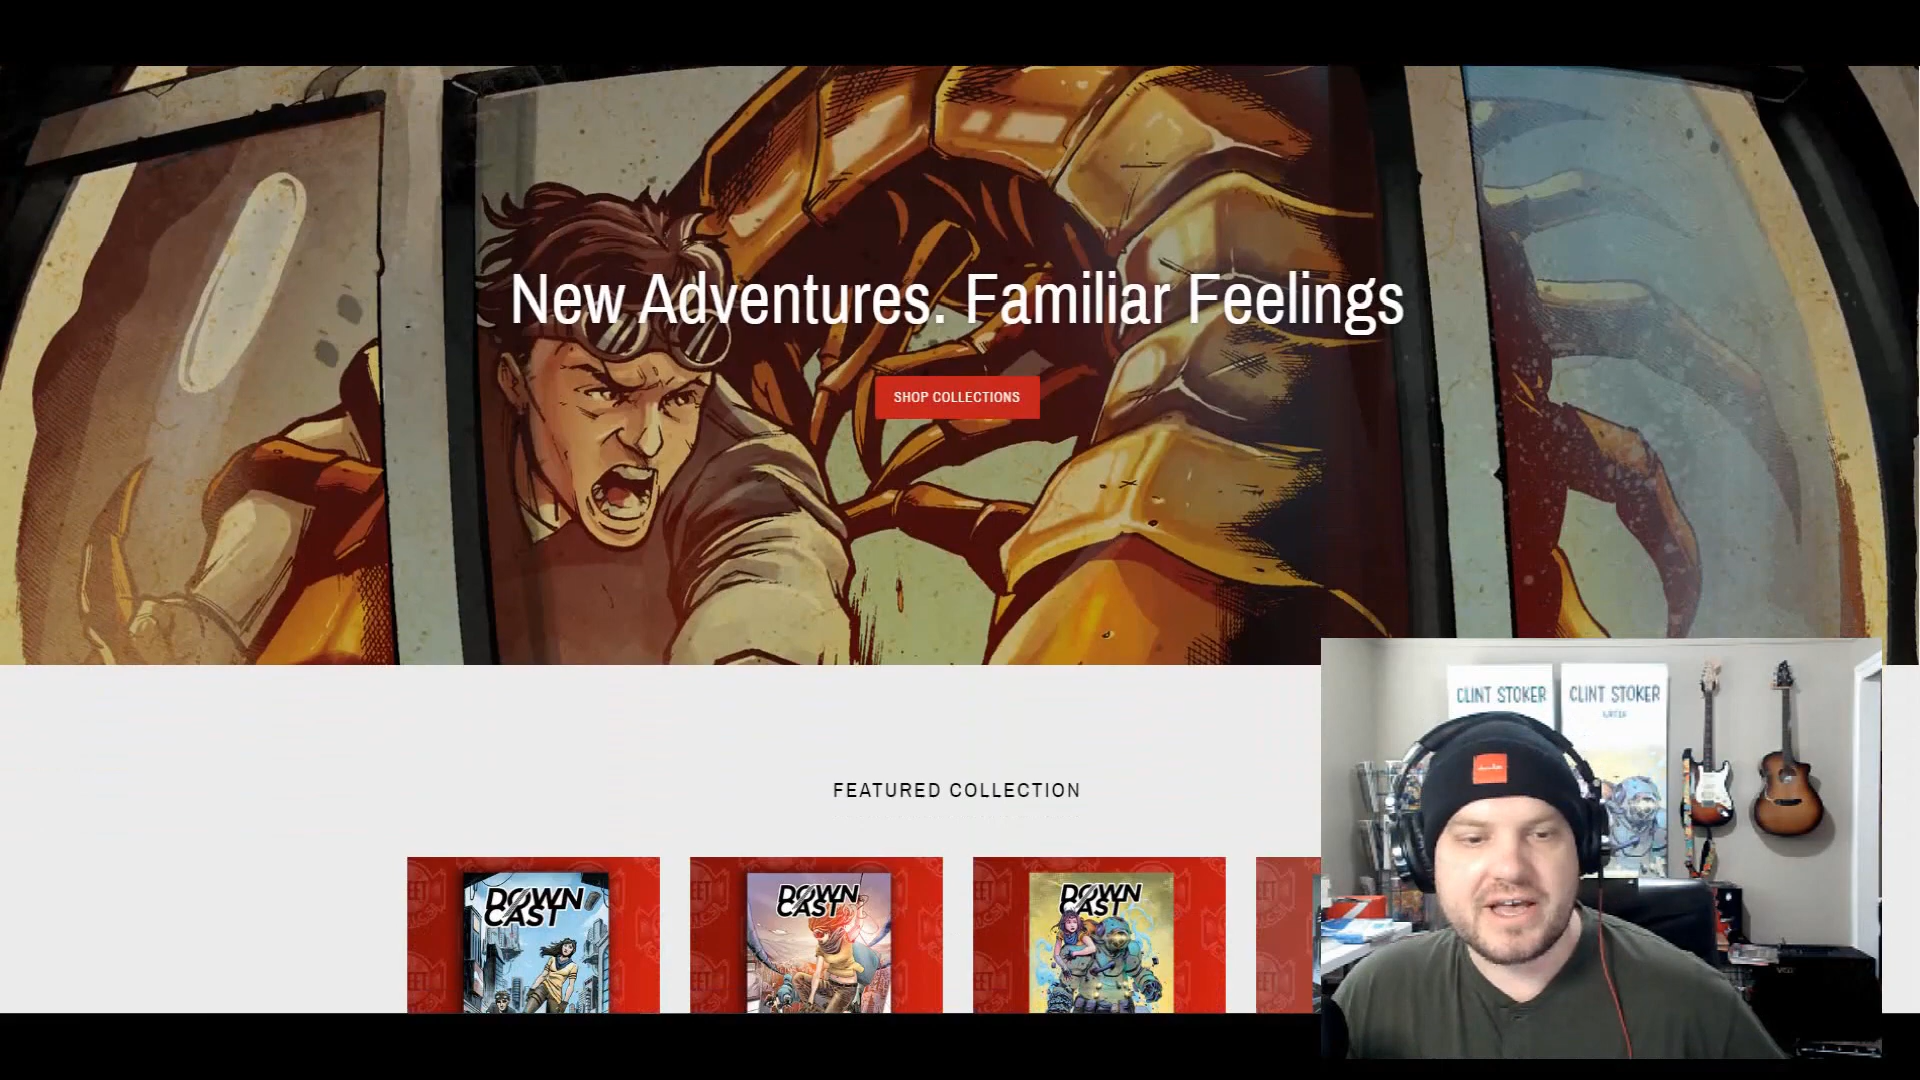 New Adventures. Familiar Feelings
SHOP COLLECTIONS
CLINT STOKER
CLINT STOKER
FEATURED COLLECTION
DOWN
CAST
DOWN
CAST
DOWN
CAST